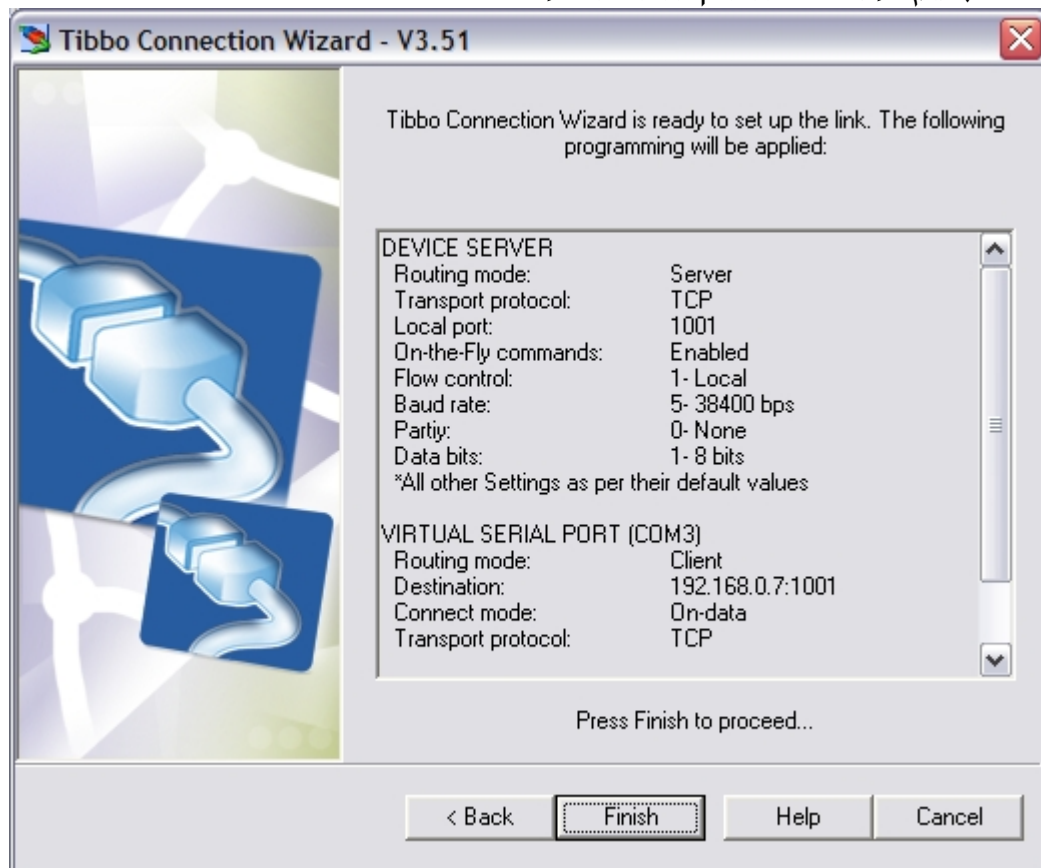 Tibbo Connection Wizard - V3.51
Tibbo Connection Wizard is ready to set up the link. The following
programming will be applied:
DEVICE SERVER
Routing mode: Server
Transport protocol: TCP
Local port: 1001
On-the-Fly commands: Enabled
Flow control: 1- Local
Baud rate: 5- 38400 bps
Partiy: 0- None
Data bits: 1- 8 bits
*All other Settings as per their default values
VIRTUAL SERIAL PORT (COM3)
Routing mode: Client
Destination: 192.168.0.7:1001
Connect mode: On-data
Transport protocol: TCP
Press Finish to proceed...
< Back Finish Help Cancel